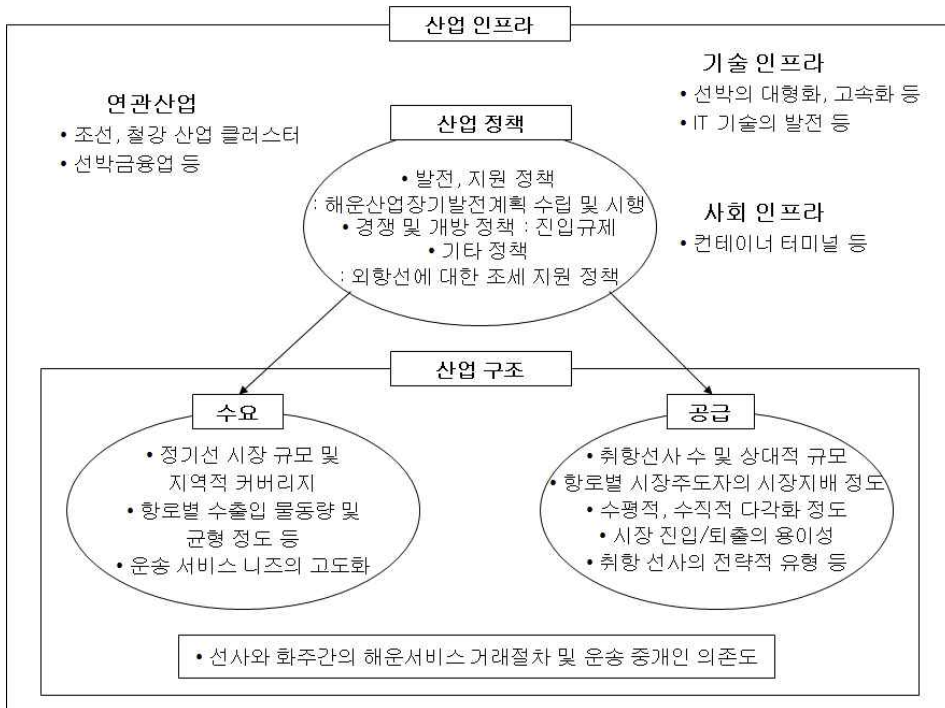 산업 인프라
연관산업
• 조선, 철강 산업 클러스터
• 선박금융업 등
기술 인프라
• 선박의 대형화, 고속화 등
• IT 기술의 발전 등
사회 인프라
• 컨테이너 터미널 등
산업 정책
• 발전, 지원 정책
: 해운산업장기발전계획 수립 및 시행
• 경쟁 및 개방 정책 : 진입규제
• 기타 정책
: 외항선에 대한 조세 지원 정책
산업 구조
수요
• 정기선 시장 규모 및
지역적 커버리지
• 항로별 수출입 물동량 및
균형 정도 등
• 운송 서비스 니즈의 고도화
공급
• 취항선사 수 및 상대적 규모
• 항로별 시장주도자의 시장지배 정도
• 수평적, 수직적 다각화 정도
• 시장 진입/퇴출의 용이성
• 취항 선사의 전략적 유형 등
• 선사와 화주간의 해운서비스 거래절차 및 운송 중개인 의존도